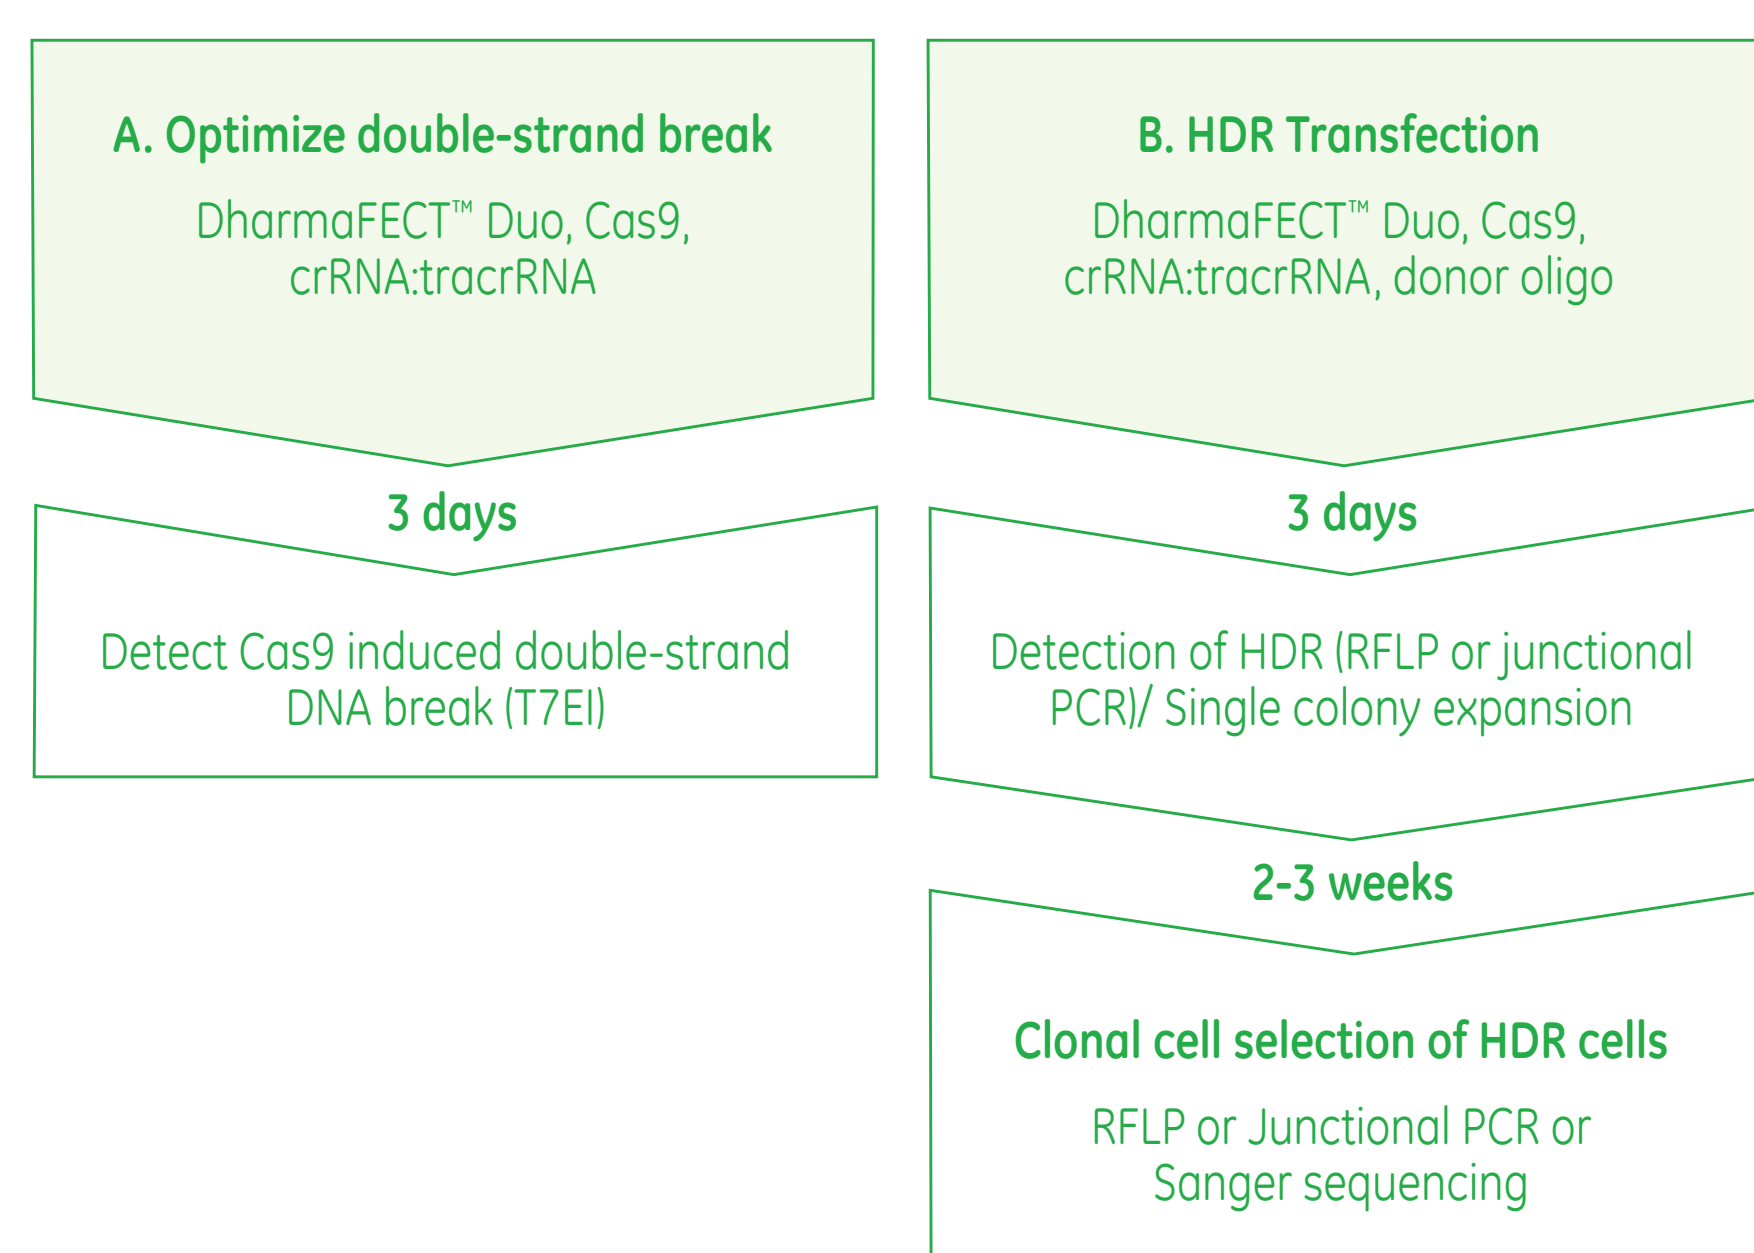 A. Optimize double-strand break
DharmaFECT™ Duo, Cas9,
crRNA:tracrRNA
3 days
Detect Cas9 induced double-strand
DNA break (T7EI)
B. HDR Transfection
DharmaFECT™ Duo, Cas9,
crRNA:tracrRNA, donor oligo
3 days
Detection of HDR (RFLP or junctional
PCR)/ Single colony expansion
2-3 weeks
Clonal cell selection of HDR cells
RFLP or Junctional PCR or
Sanger sequencing